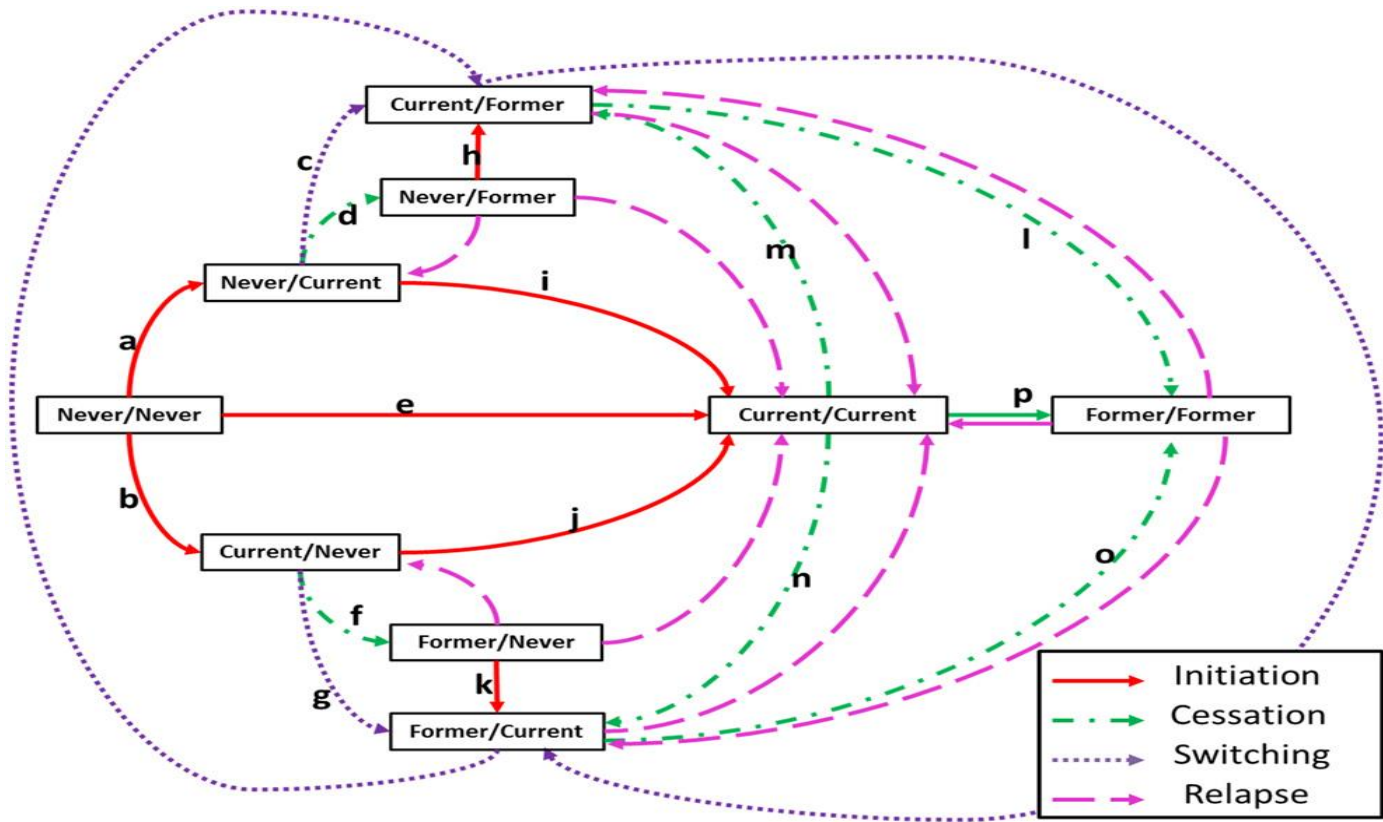 Current/Former
c
h
Never/Former
d
m
l
Never/Current
i
a
e
p
Never/Never
Current/Current
Former/Former
b
j
Current/Never
o
n
f
Former/Never
k
g
Former/Current
Initiation
Cessation
Switching
Relapse